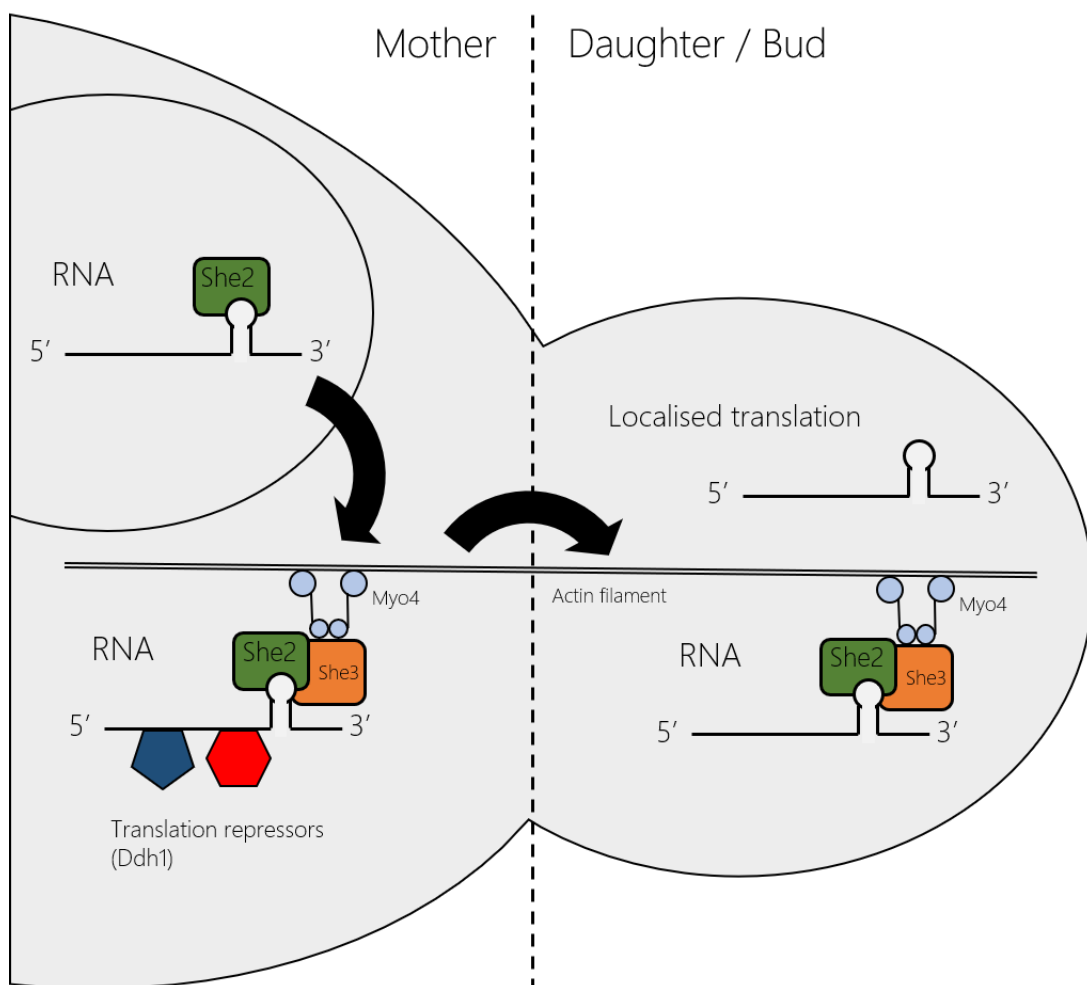 Mother
Daughter / Bud
RNA
She2
5’
3’
Localised translation
5’
3’
Actin filament
Myo4
RNA
She2
She3
5’
3’
Translation repressors
(Ddh1)
Myo4
RNA
She2
She3
5’
3’